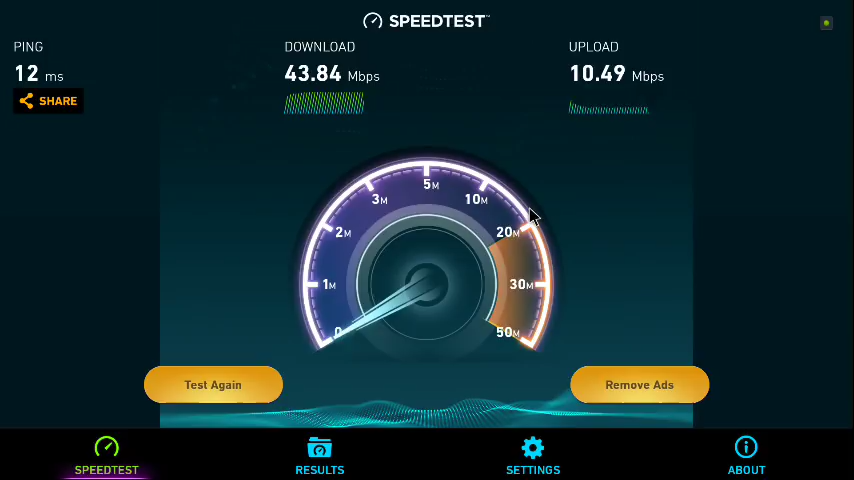 SPEEDTEST™
PING
12 ms
SHARE
DOWNLOAD
43.84 Mbps
UPLOAD
10.49 Mbps
0
1M
2M
3M
5M
10M
20M
30M
50M
Test Again
Remove Ads
SPEEDTEST
RESULTS
SETTINGS
ABOUT